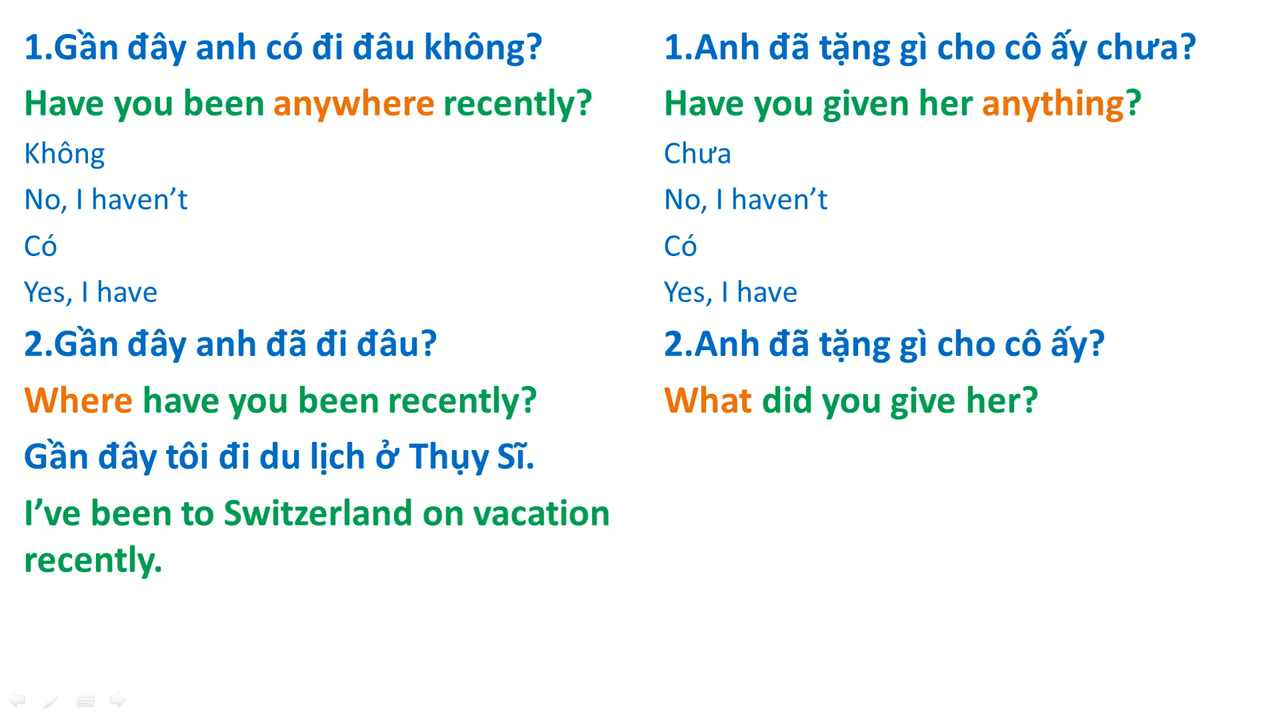 1.Gần đây anh có đi đâu không?
Have you been anywhere recently?
Không
No, I haven’t
Có
Yes, I have
2.Gần đây anh đã đi đâu?
Where have you been recently?
Gần đây tôi đi du lịch ở Thụy Sĩ.
I’ve been to Switzerland on vacation
recently.
1.Anh đã tặng gì cho cô ấy chưa?
Have you given her anything?
Chưa
No, I haven’t
Có
Yes, I have
2.Anh đã tặng gì cho cô ấy?
What did you give her?